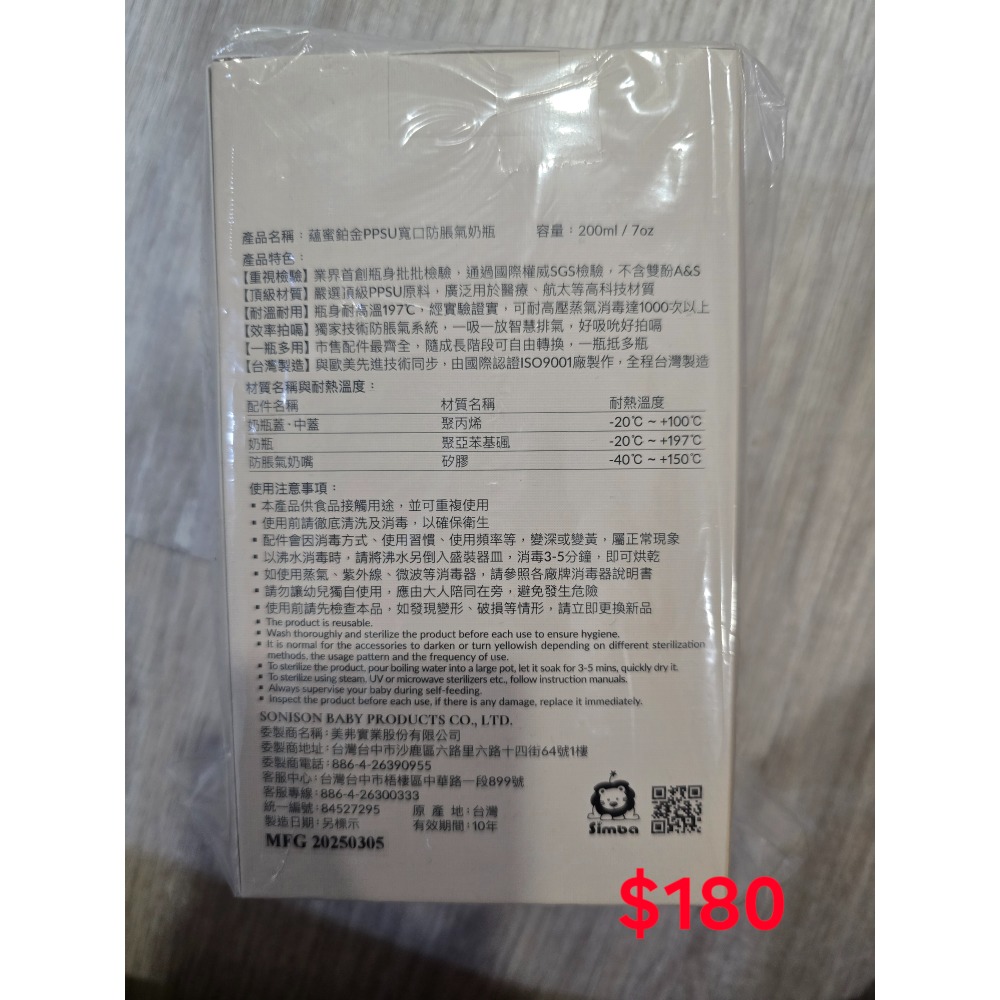 產品名稱：蘊蜜鉑金PPSU寬口防脹氣奶瓶 容量：200ml / 7oz
產品特色：
【重視檢驗】業界首創瓶身批批檢驗，通過國際權威SGS檢驗，不含雙酚A&S
【頂級材質】嚴選頂級PPSU原料，廣泛用於醫療、航太等高科技材質
【耐溫耐用】瓶身耐高溫197℃，經實驗證實，可耐高壓蒸氣消毒達1000次以上
【效率拍嗝】獨家技術防脹氣系統，一吸一放智慧排氣，好吸吮好拍嗝
【一瓶多用】市售配件最齊全，隨成長階段可自由轉換，一瓶抵多瓶
【台灣製造】與歐美先進技術同步，由國際認證ISO9001廠製作，全程台灣製造
材質名稱與耐熱溫度：
配件名稱 材質名稱 耐熱溫度
奶瓶蓋·中蓋 聚丙烯 -20℃ ~ +100℃
奶瓶 聚亞苯基碸 -20℃ ~ +197℃
防脹氣奶嘴 矽膠 -40℃ ~ +150℃
使用注意事項：
▪ 本產品供食品接觸用途，並可重複使用
▪ 使用前請徹底清洗及消毒，以確保衛生
▪ 配件會因消毒方式、使用習慣、使用頻率等，變深或變黃，屬正常現象
▪ 以沸水消毒時，請將沸水另倒入盛裝器皿，消毒3-5分鐘，即可烘乾
▪ 如使用蒸氣、紫外線、微波等消毒器，請參照各廠牌消毒器說明書
▪ 請勿讓幼兒獨自使用，應由大人陪同在旁，避免發生危險
▪ 使用前請先檢查本品，如發現變形、破損等情形，請立即更換新品
▪ The product is reusable.
▪ Wash thoroughly and sterilize the product before each use to ensure hygiene.
▪ It is normal for the accessories to darken or turn yellowish depending on different sterilization
methods, the usage pattern and the frequency of use.
▪ To sterilize the product, pour boiling water into a large pot, let it soak for 3-5 mins, quickly dry it.
▪ To sterilize using steam, UV or microwave sterilizers etc., follow instruction manuals.
▪ Always supervise your baby during self-feeding.
▪ Inspect the product before each use, if there is any damage, replace it immediately.
SONISON BABY PRODUCTS CO., LTD.
委製商名稱：美弗實業股份有限公司
委製商地址：台灣台中市沙鹿區六路里六路十四街64號1樓
委製商電話：886-4-26390955
客服中心：台灣台中市梧棲區中華路一段899號
客服專線：886-4-26300333
統一編號：84527295 原產地：台灣
製造日期：另標示 有效期間：10年
MFG 20250305
Simba
$180